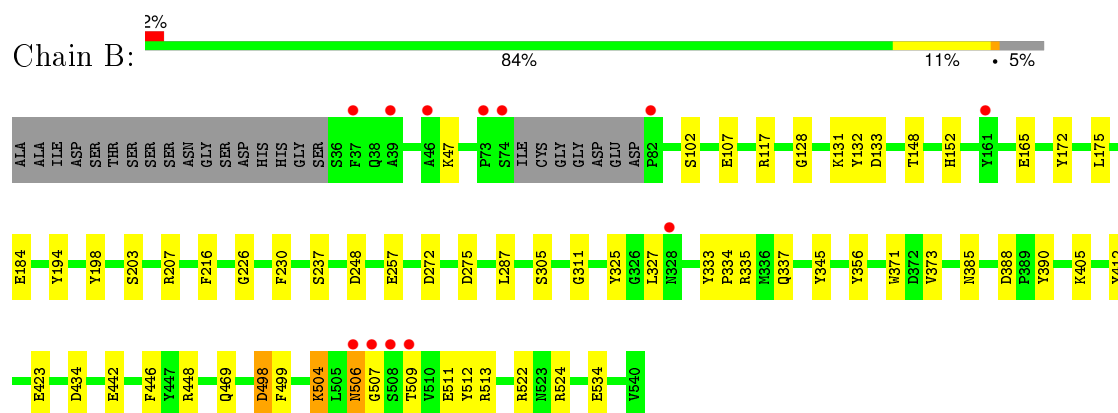 2%
Chain B:
84% 11% • 5%
ALA ALA ILE ASP SER THR SER SER SER ASN GLY SER ASP HIS HIS GLY SER S36 F37 Q38 A39 A46 K47 P73 S74 ILE CYS GLY GLY ASP GLU ASP P82 S102 E107 R117 G128 K131 Y132 D133 T148 H152 Y161 E165 Y172 L175
E184 Y194 Y198 S203 R207 F216 G226 F230 S237 D248 E257 D272 D275 L287 S305 G311 Y325 G326 L327 N328 Y333 P334 R335 M336 Q337 Y345 Y356 W371 D372 V373 N385 D388 P389 Y390 K405
E423 D434 E442 F446 Y447 R448 Q469 D498 F499 K504 L505 N506 G507 S508 T509 V510 E511 Y512 R513 R522 N523 R524 E534 V540